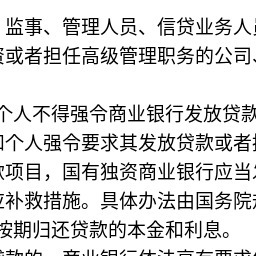 监事、管理人员、信贷业务人
资或者担任高级管理职务的公司、
个人不得强令商业银行发放贷款
和个人强令要求其发放贷款或者
款项目，国有独资商业银行应当
应补救措施。具体办法由国务院
按期归还贷款的本金和利息。